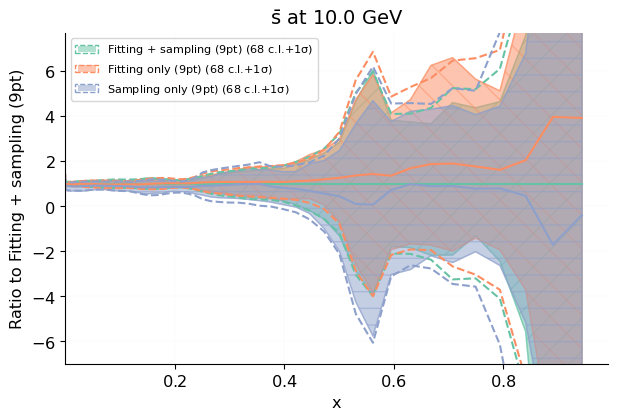 s̄ at 10.0 GeV
Fitting + sampling (9pt) (68 c.l.+1σ)
Fitting only (9pt) (68 c.l.+1σ)
Sampling only (9pt) (68 c.l.+1σ)
Ratio to Fitting + sampling (9pt)
6
4
2
0
−2
−4
−6
0.2 0.4 0.6 0.8
x